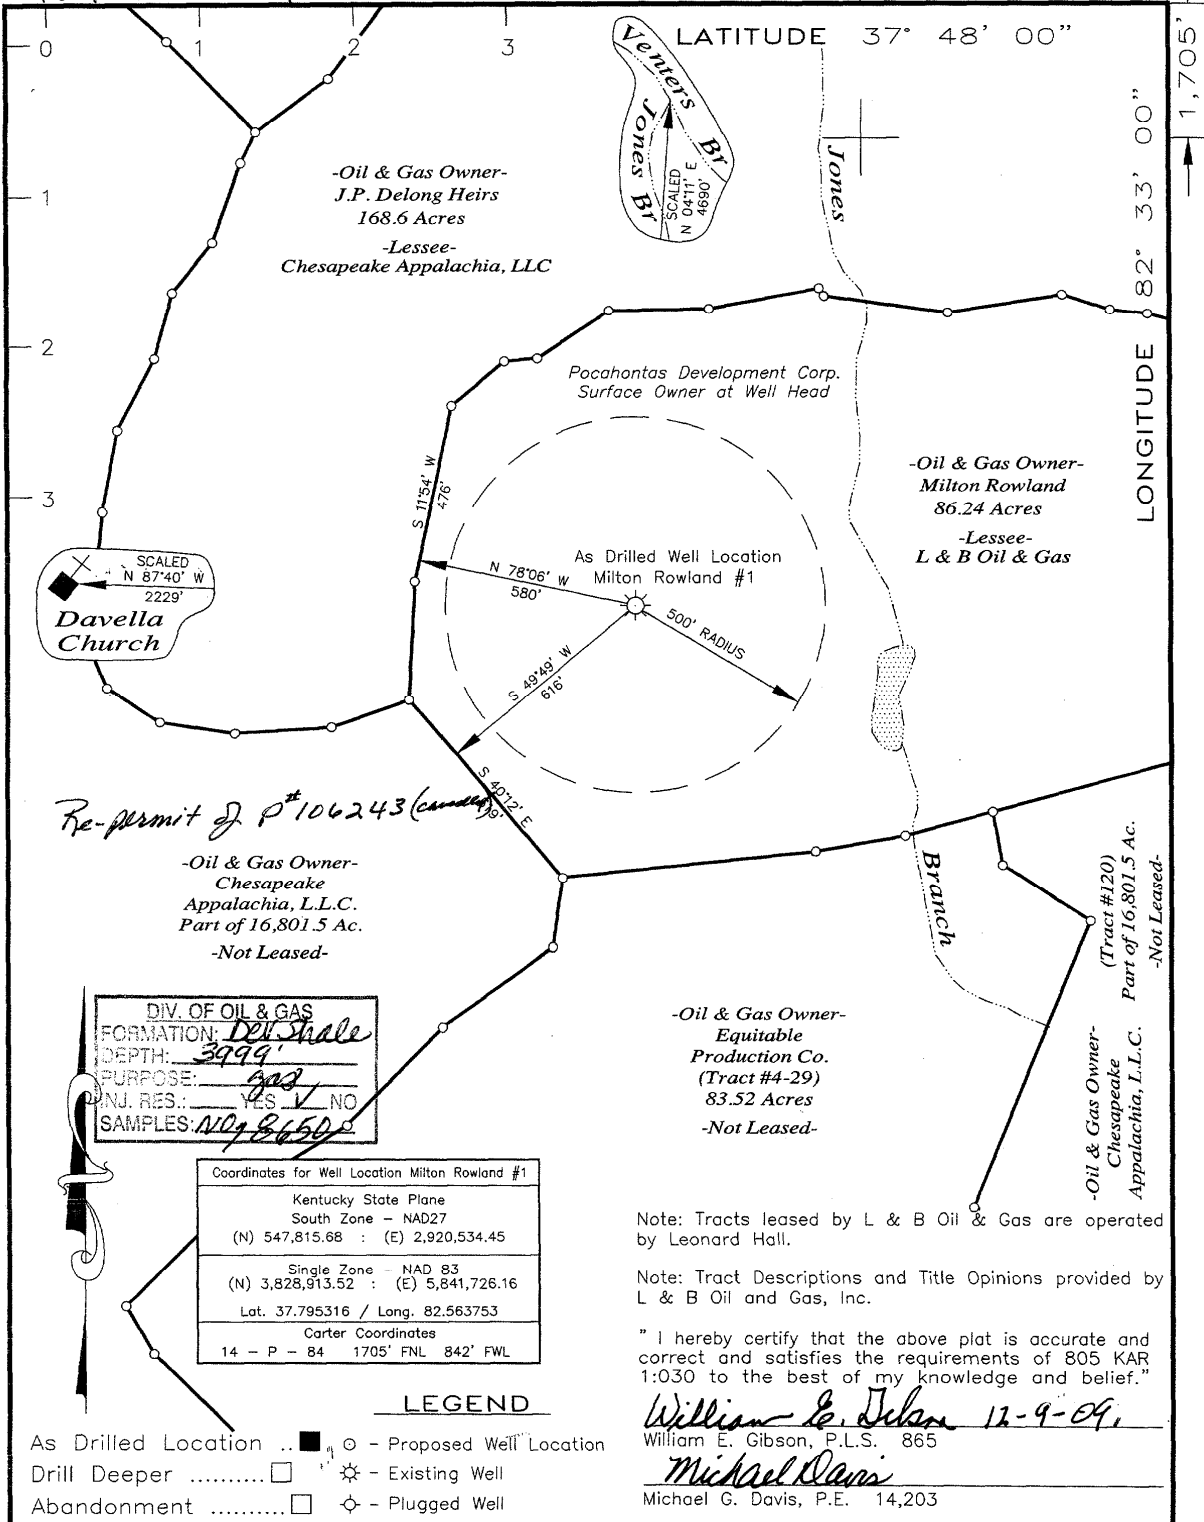 0
1
2
3
LATITUDE 37° 48' 00"
1,705'
Venters Br
Jones Br
SCALED
N 04°11' E
4690'
Jones
82° 33' 00"
LONGITUDE
-Oil & Gas Owner-
J.P. Delong Heirs
168.6 Acres
-Lessee-
Chesapeake Appalachia, LLC
1
2
3
Pocahontas Development Corp.
Surface Owner at Well Head
S 11°54' W
476'
-Oil & Gas Owner-
Milton Rowland
86.24 Acres
-Lessee-
L & B Oil & Gas
As Drilled Well Location
Milton Rowland #1
N 78°06' W
580'
500' RADIUS
S 49°49' W
616'
SCALED
N 87°40' W
2229'
Davella
Church
S 40°12' E
Re-permit of P#106243
-Oil & Gas Owner-
Chesapeake
Appalachia, L.L.C.
Part of 16,801.5 Ac.
-Not Leased-
Branch
(Tract #120)
Part of 16,801.5 Ac.
-Not Leased-
-Oil & Gas Owner-
Chesapeake
Appalachia, L.L.C.
DIV. OF OIL & GAS
FORMATION: Dev. Shale
DEPTH: 3999'
PURPOSE: gas
INJ. RES.: YES √ NO
SAMPLES:
-Oil & Gas Owner-
Equitable
Production Co.
(Tract #4-29)
83.52 Acres
-Not Leased-
Coordinates for Well Location Milton Rowland #1
Kentucky State Plane
South Zone - NAD27
(N) 547,815.68 : (E) 2,920,534.45
Single Zone - NAD 83
(N) 3,828,913.52 : (E) 5,841,726.16
Lat. 37.795316 / Long. 82.563753
Carter Coordinates
14 - P - 84 1705' FNL 842' FWL
Note: Tracts leased by L & B Oil & Gas are operated
by Leonard Hall.
Note: Tract Descriptions and Title Opinions provided by
L & B Oil and Gas, Inc.
" I hereby certify that the above plat is accurate and
correct and satisfies the requirements of 805 KAR
1:030 to the best of my knowledge and belief."
William E. Gibson 12-9-09
William E. Gibson, P.L.S. 865
Michael Davis
Michael G. Davis, P.E. 14,203
LEGEND
As Drilled Location ..
Drill Deeper ..........
Abandonment ..........
- Proposed Well Location
- Existing Well
- Plugged Well